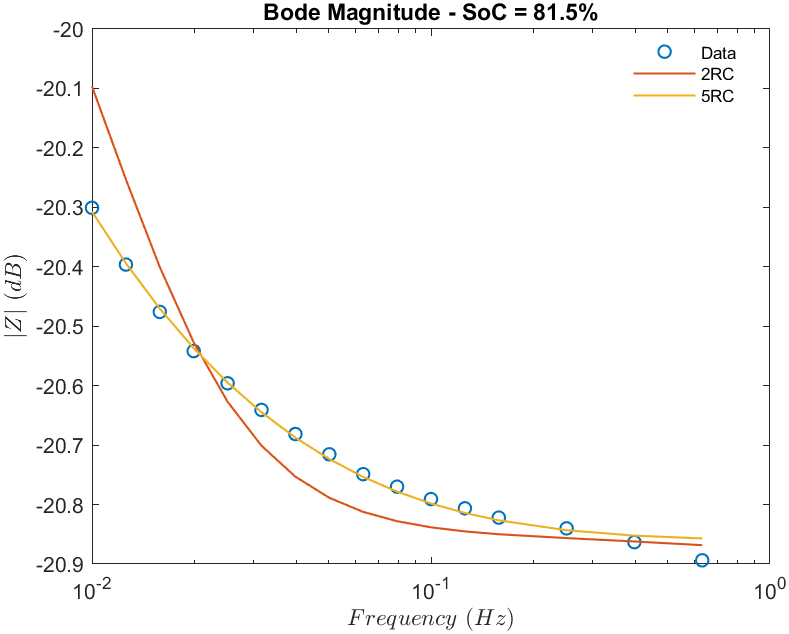 Bode Magnitude - SoC = 81.5%
-20
-20.1
-20.2
-20.3
-20.4
-20.5
-20.6
-20.7
-20.8
-20.9
|Z| (dB)
Data
2RC
5RC
10^-2
10^-1
10^0
Frequency (Hz)